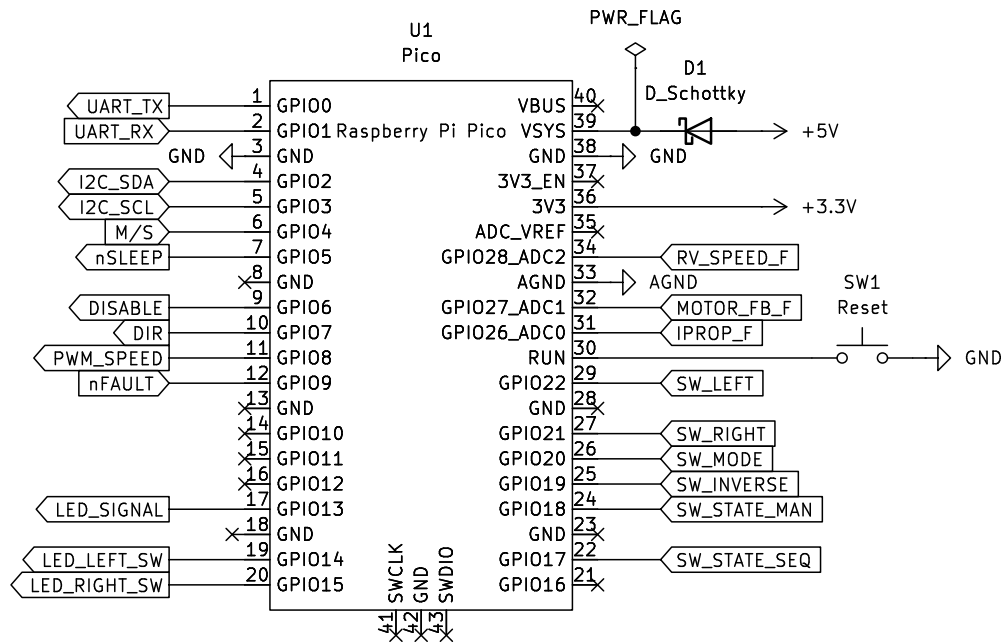 PWR_FLAG
U1
Pico
D1
D_Schottky
UART_TX 1 GPIO0 VBUS 40
UART_RX 2 GPIO1 Raspberry Pi Pico VSYS 39 +5V
GND 3 GND GND 38 GND
I2C_SDA 4 GPIO2 3V3_EN 37
I2C_SCL 5 GPIO3 3V3 36 +3.3V
M/S 6 GPIO4 ADC_VREF 35
nSLEEP 7 GPIO5 GPIO28_ADC2 34 RV_SPEED_F
8 GND AGND 33 AGND
SW1
Reset
DISABLE 9 GPIO6 GPIO27_ADC1 32 MOTOR_FB_F
DIR 10 GPIO7 GPIO26_ADC0 31 IPROP_F
PWM_SPEED 11 GPIO8 RUN 30 GND
nFAULT 12 GPIO9 GPIO22 29 SW_LEFT
13 GND GND 28
14 GPIO10 GPIO21 27 SW_RIGHT
15 GPIO11 GPIO20 26 SW_MODE
16 GPIO12 GPIO19 25 SW_INVERSE
LED_SIGNAL 17 GPIO13 GPIO18 24 SW_STATE_MAN
18 GND GND 23
LED_LEFT_SW 19 GPIO14 GPIO17 22 SW_STATE_SEQ
LED_RIGHT_SW 20 GPIO15 GPIO16 21
SWCLK GND SWDIO
41 42 43